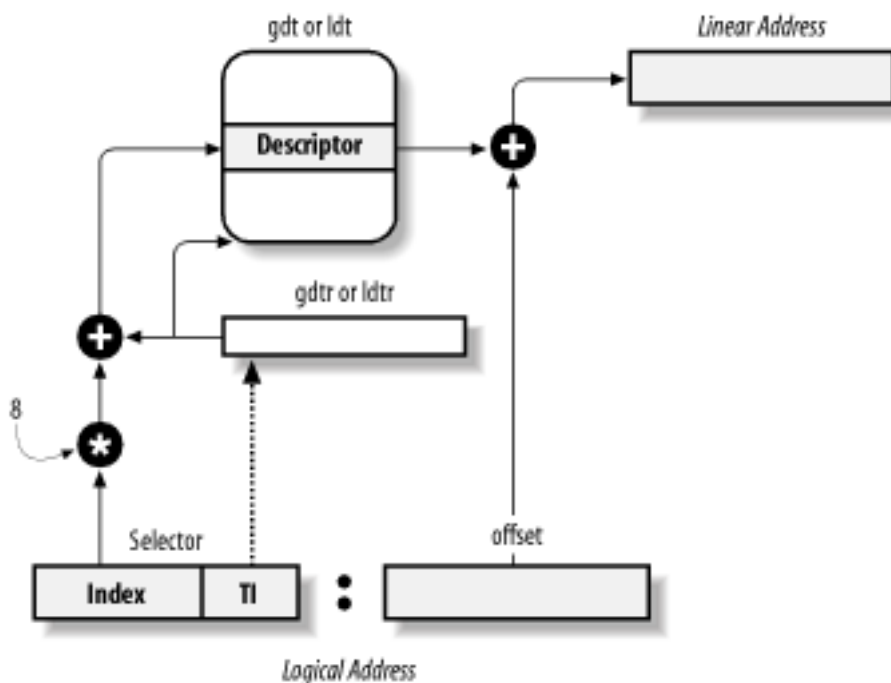 gdt or ldt
Linear Address
Descriptor
+
gdtr or ldtr
+
8
*
Selector
offset
Index
TI
:
Logical Address